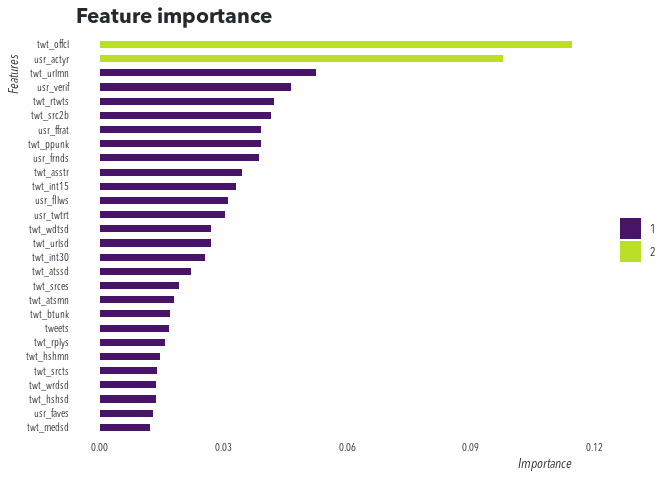 Feature importance
Features
twt_offcl
usr_actyr
twt_urlmn
usr_verif
twt_rtwts
twt_src2b
usr_ffrat
twt_ppunk
usr_frnds
twt_asstr
twt_int15
usr_fllws
usr_twtrt
twt_wdtsd
twt_urlsd
twt_int30
twt_atssd
twt_srces
twt_atsmn
twt_btunk
tweets
twt_rplys
twt_hshmn
twt_srcts
twt_wrdsd
twt_hshsd
usr_faves
twt_medsd
0.00 0.03 0.06 0.09 0.12
Importance
1
2